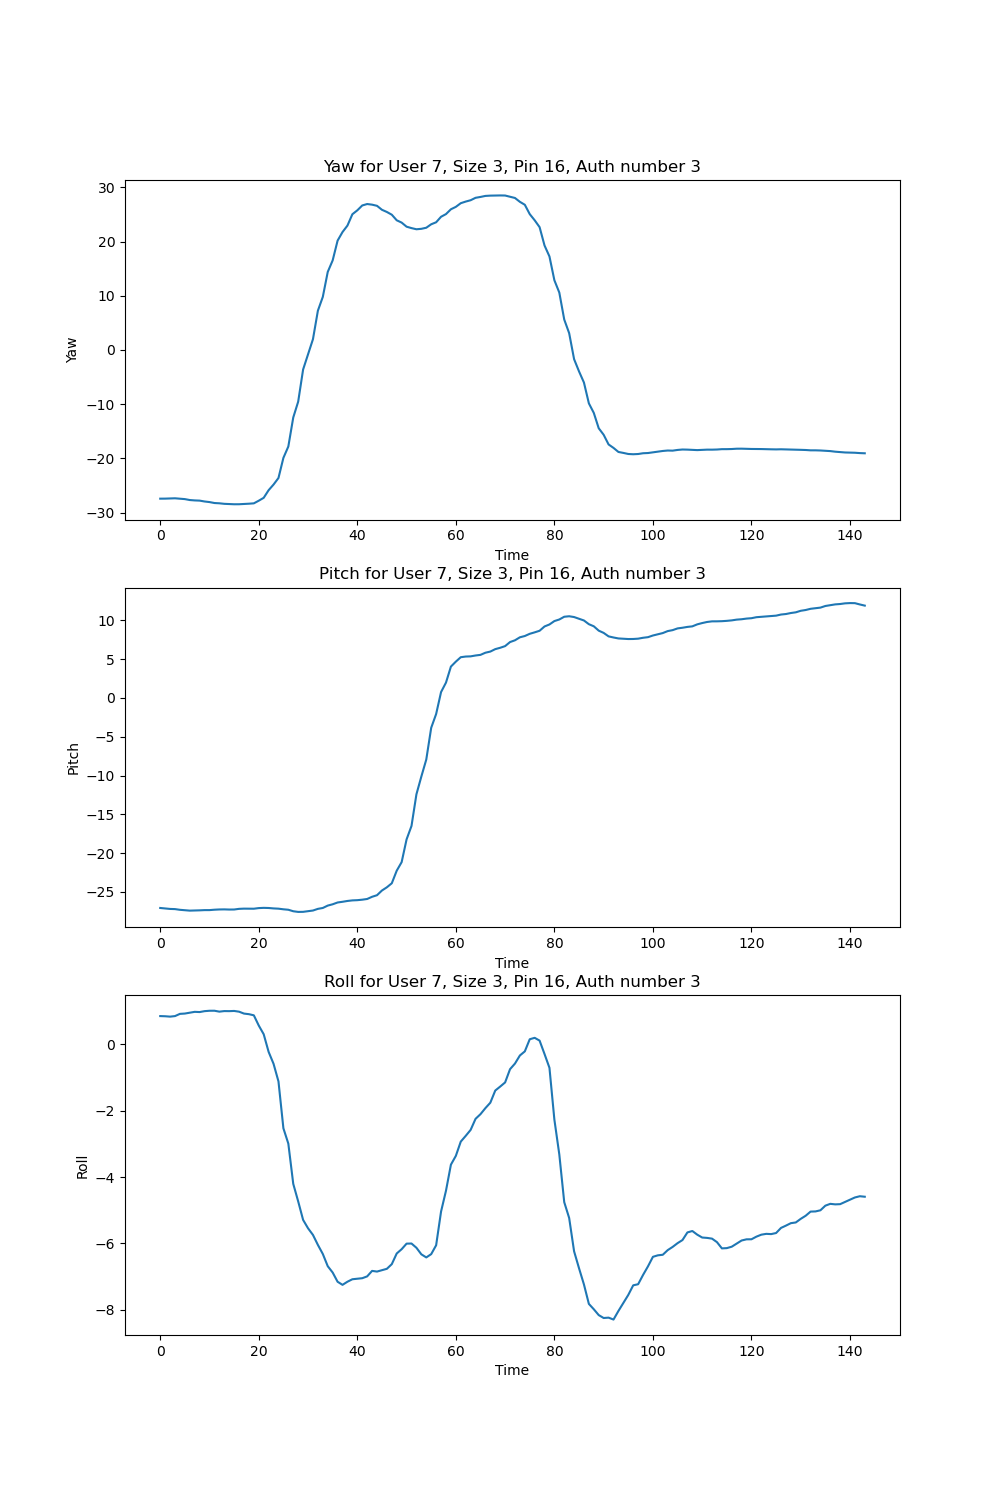 Yaw for User 7, Size 3, Pin 16, Auth number 3
30
20
10
0
−10
−20
−30
Yaw
0 20 40 60 80 100 120 140
Time
Pitch for User 7, Size 3, Pin 16, Auth number 3
10
5
0
−5
−10
−15
−20
−25
Pitch
0 20 40 60 80 100 120 140
Time
Roll for User 7, Size 3, Pin 16, Auth number 3
0
−2
−4
−6
−8
Roll
0 20 40 60 80 100 120 140
Time